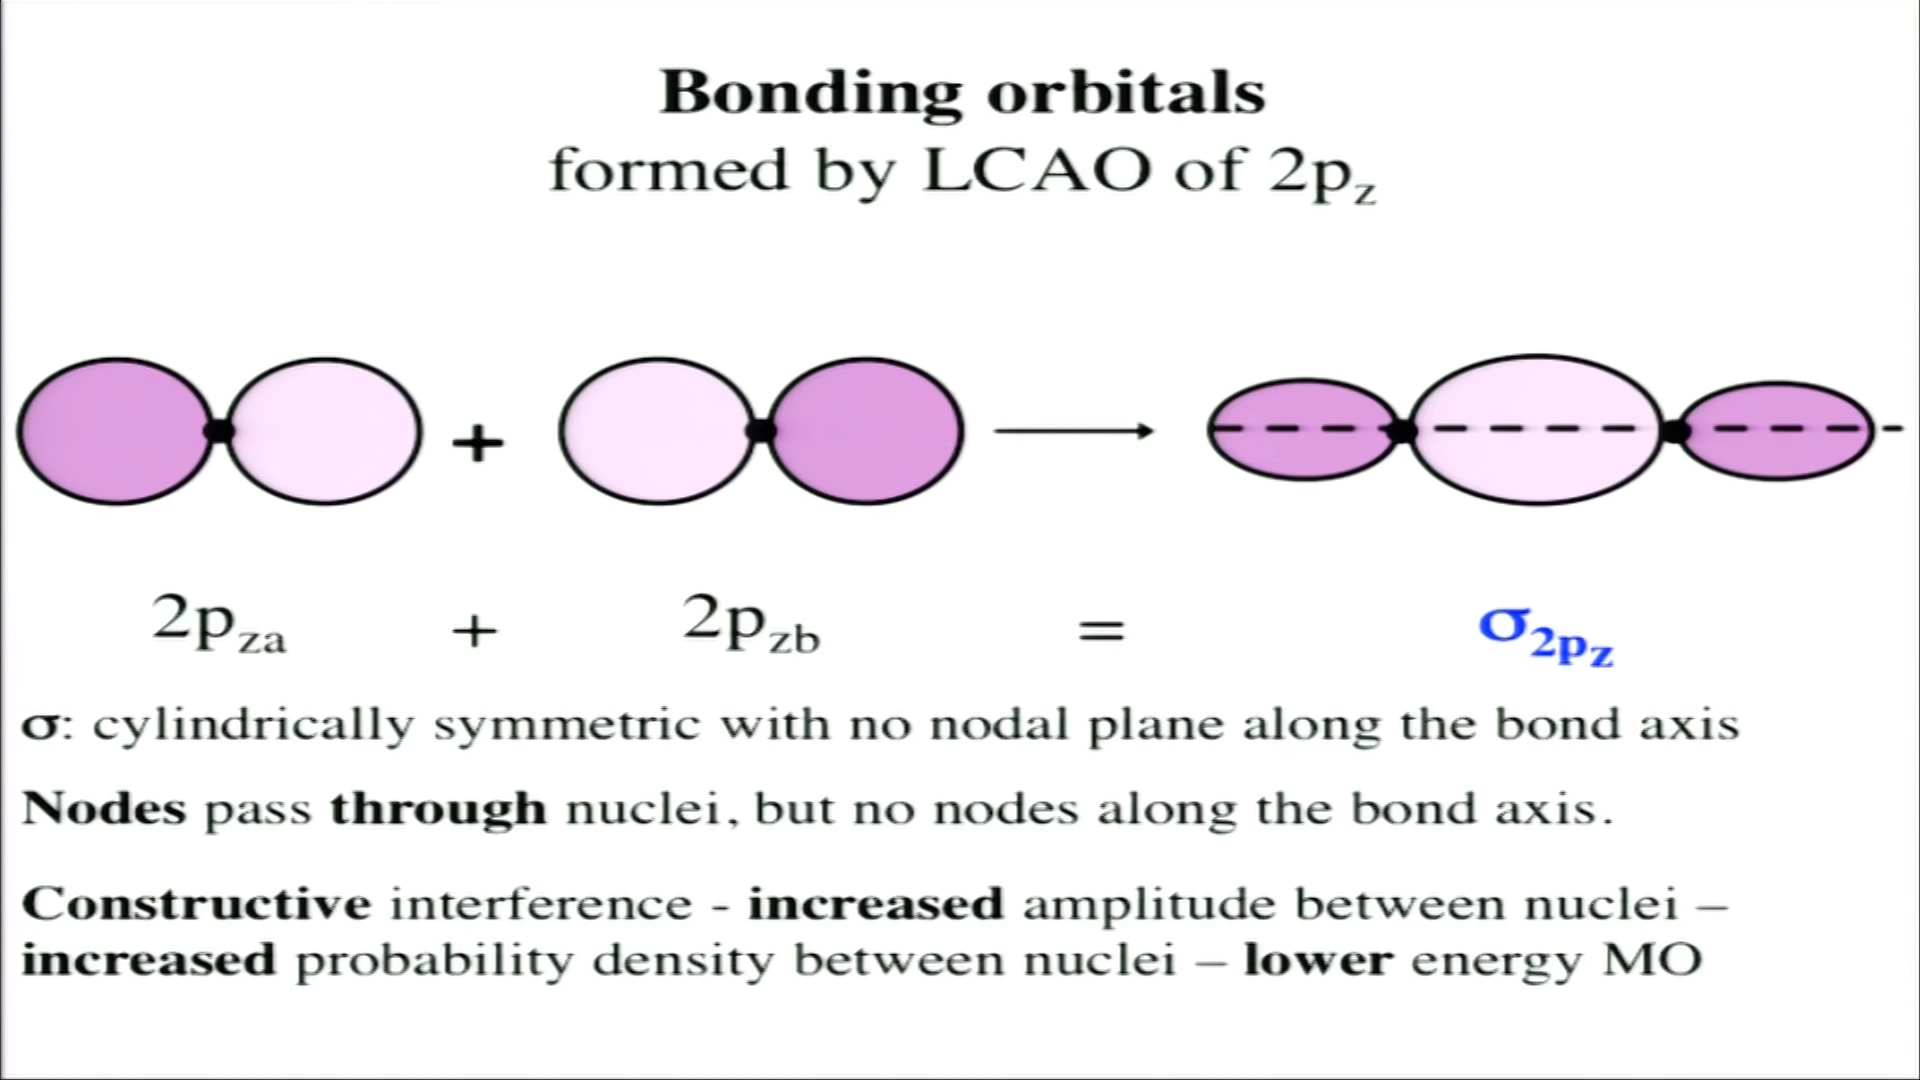 Bonding orbitals
formed by LCAO of 2p_z
+
2p_za + 2p_zb = σ_2p_z
σ: cylindrically symmetric with no nodal plane along the bond axis
Nodes pass through nuclei, but no nodes along the bond axis.
Constructive interference - increased amplitude between nuclei –
increased probability density between nuclei – lower energy MO